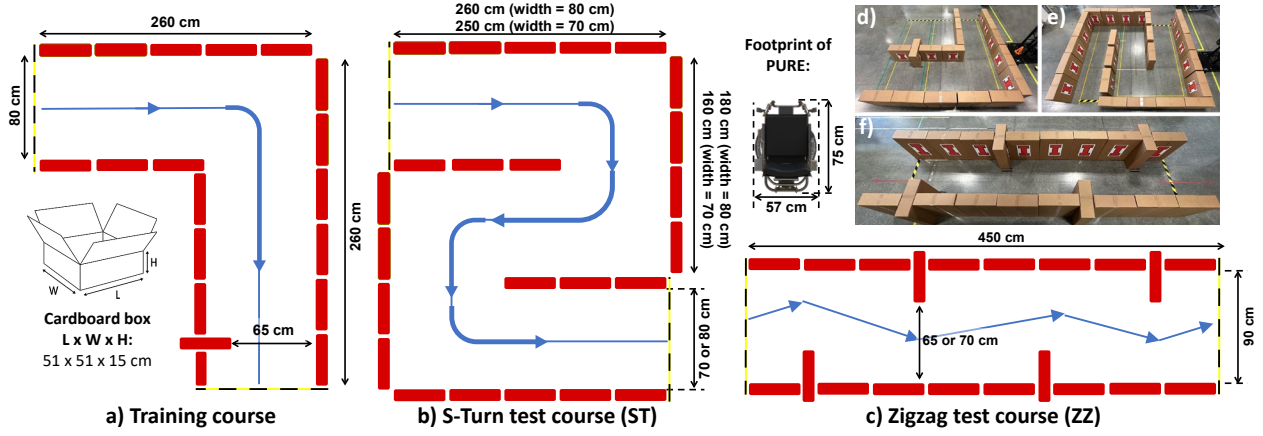 260 cm
80 cm
260 cm
65 cm
H
W
L
Cardboard box
L x W x H:
51 x 51 x 15 cm
a) Training course
260 cm (width = 80 cm)
250 cm (width = 70 cm)
180 cm (width = 80 cm)
160 cm (width = 70 cm)
70 or 80 cm
b) S-Turn test course (ST)
Footprint of
PURE:
75 cm
57 cm
d)
e)
f)
450 cm
65 or 70 cm
90 cm
c) Zigzag test course (ZZ)